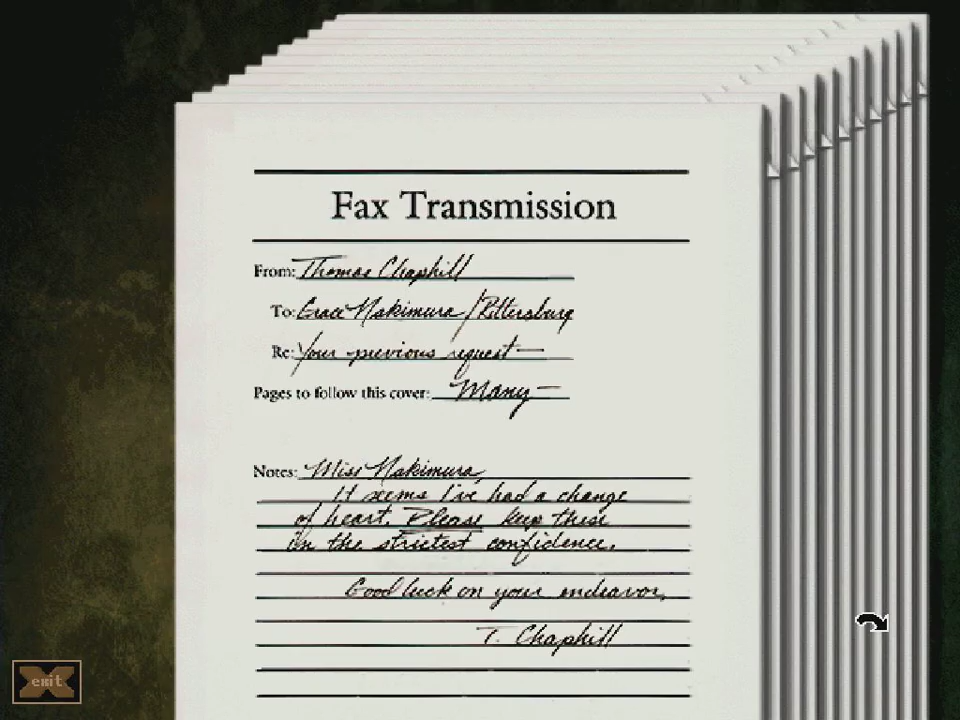 Fax Transmission
From: Thomas Chaphill
To: Grace Nakimura/Rittersburg
Re: Your previous request—
Pages to follow this cover: Many—
Notes: Miss Nakimura,
It seems I've had a change
of heart. Please keep these
in the strictest confidence.
Good luck on your endeavor,
T. Chaphill
exit